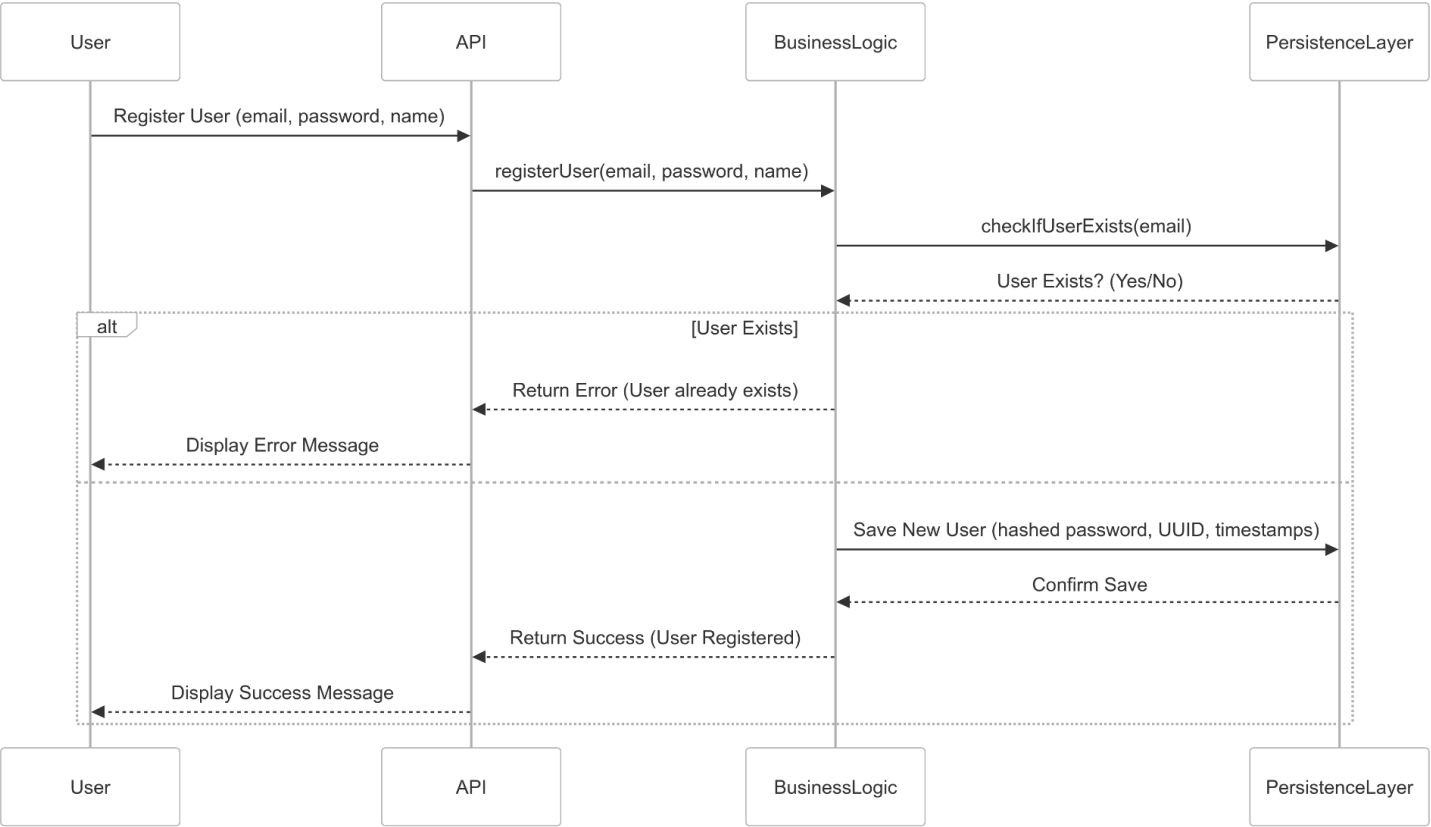 User
API
BusinessLogic
PersistenceLayer
Register User (email, password, name)
registerUser(email, password, name)
checkIfUserExists(email)
User Exists? (Yes/No)
alt
[User Exists]
Return Error (User already exists)
Display Error Message
Save New User (hashed password, UUID, timestamps)
Confirm Save
Return Success (User Registered)
Display Success Message
User
API
BusinessLogic
PersistenceLayer